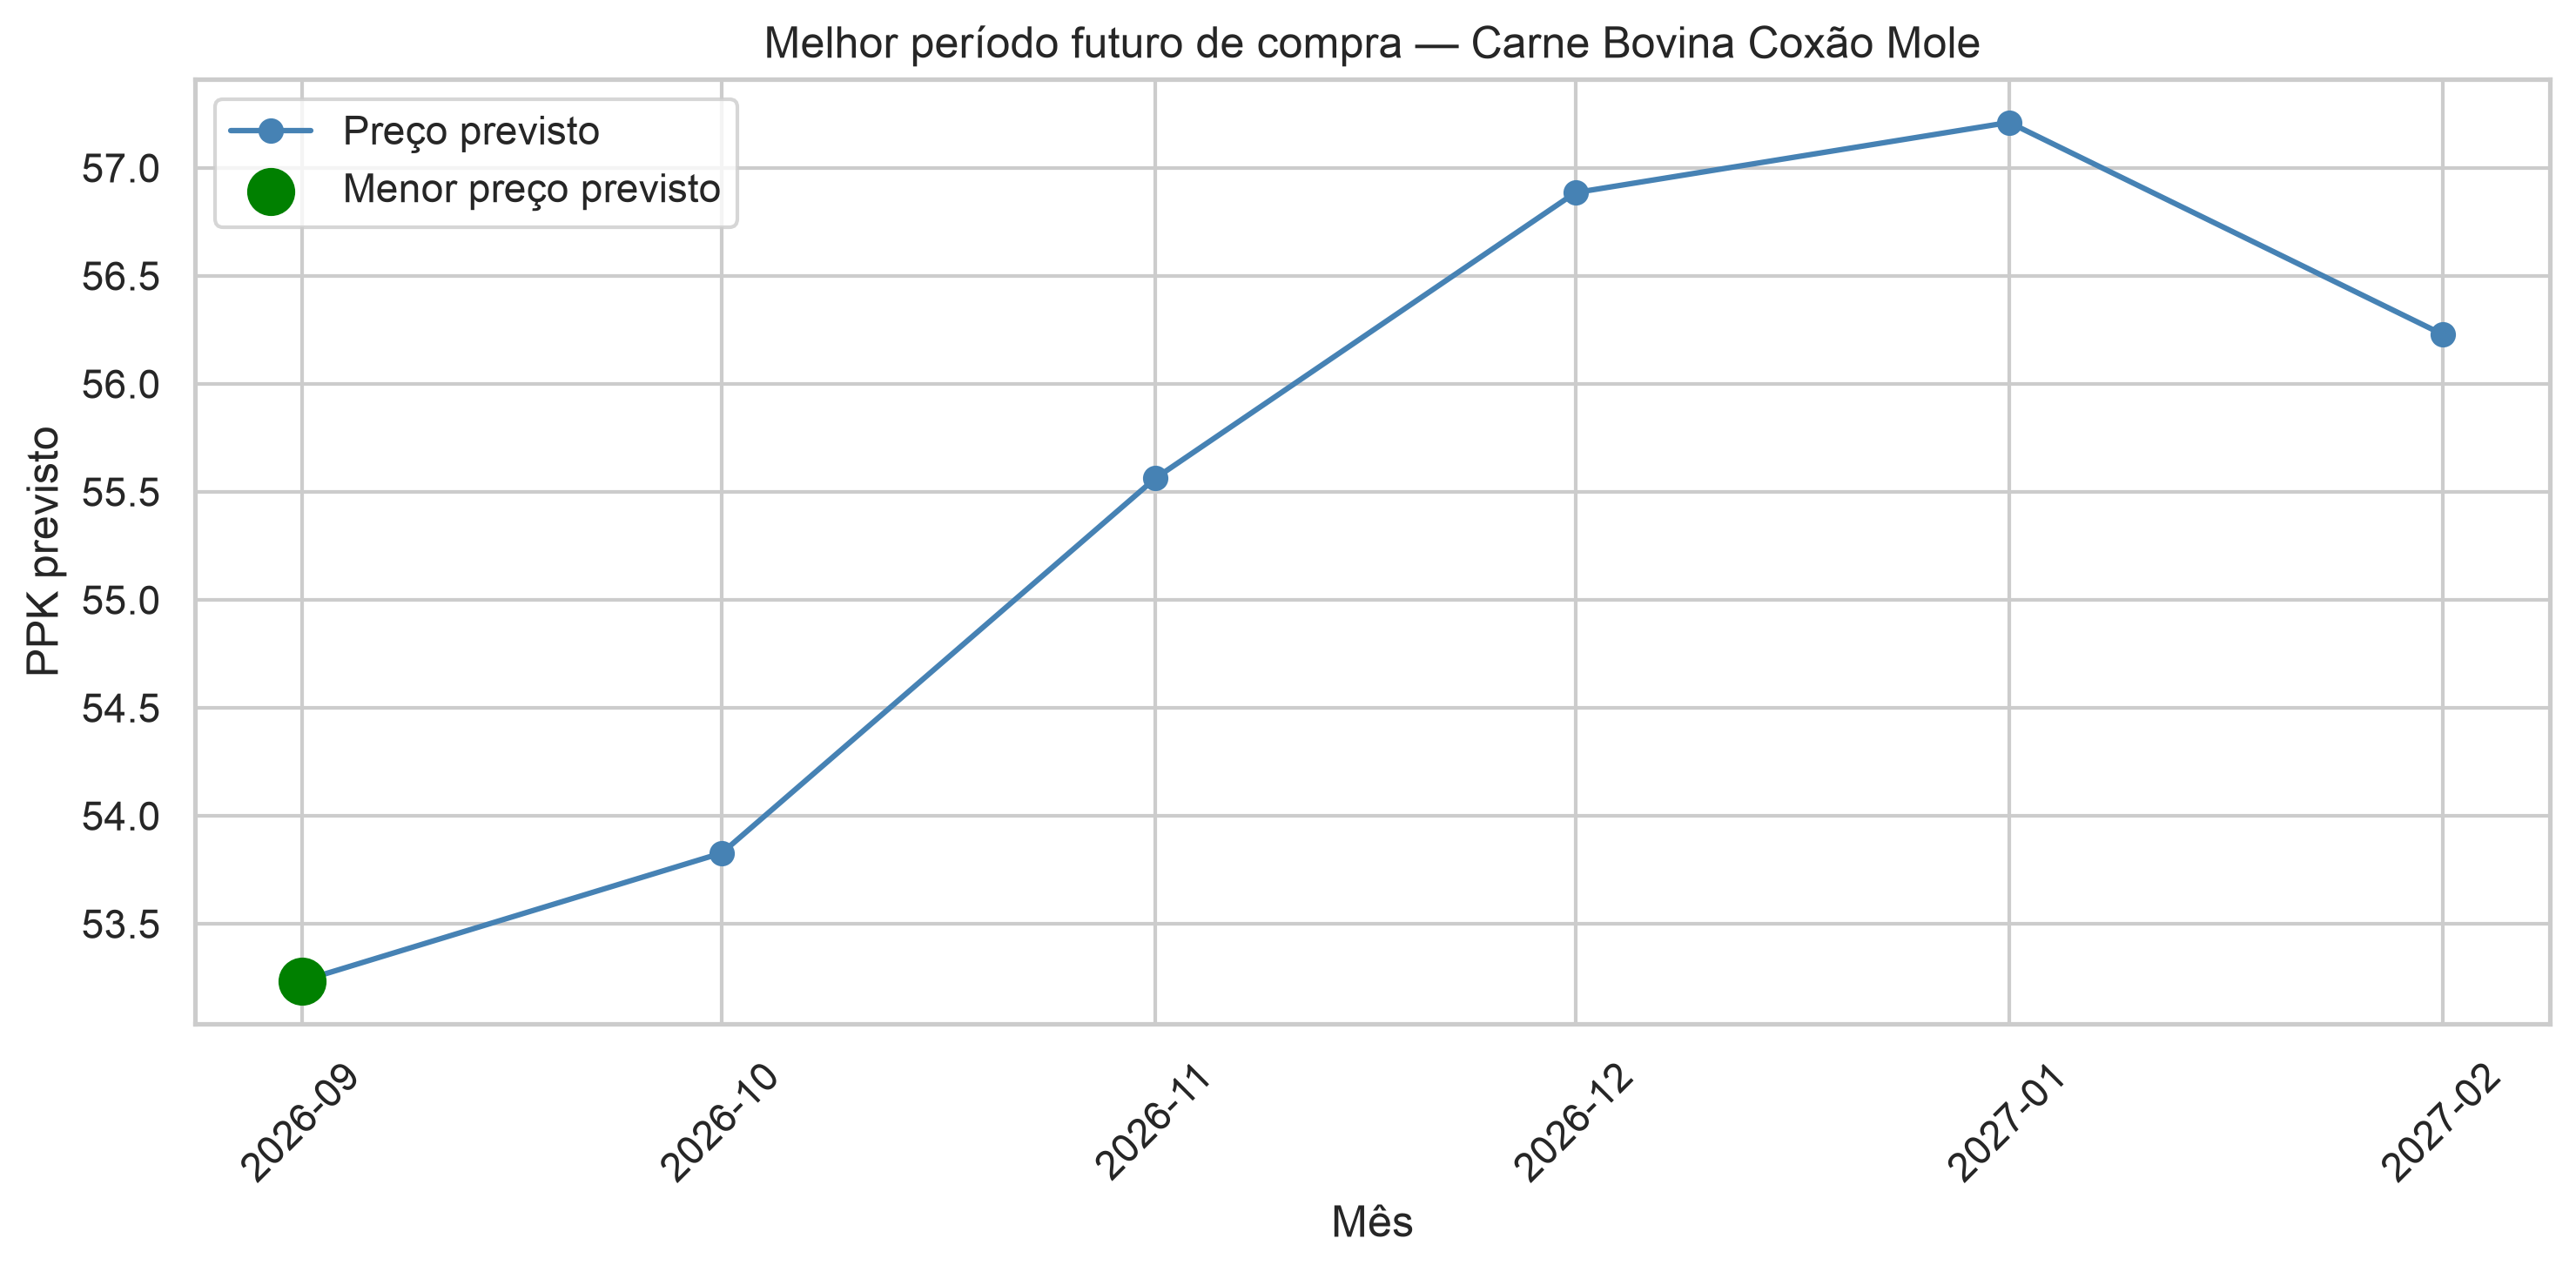 Melhor período futuro de compra — Carne Bovina Coxão Mole
Preço previsto
Menor preço previsto
PPK previsto
57.0
56.5
56.0
55.5
55.0
54.5
54.0
53.5
2026-09
2026-10
2026-11
2026-12
2027-01
2027-02
Mês